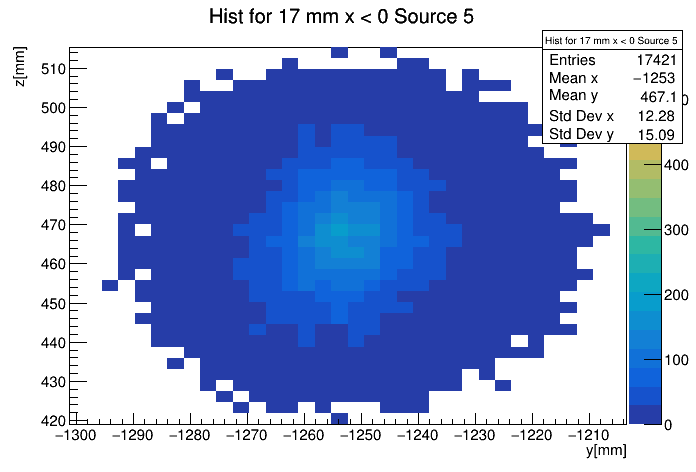 Hist for 17 mm x < 0 Source 5
Hist for 17 mm x < 0 Source 5
Entries 17421
Mean x −1253
Mean y 467.1
Std Dev x 12.28
Std Dev y 15.09
z[mm]
510
500
490
480
470
460
450
440
430
420
−1300 −1290 −1280 −1270 −1260 −1250 −1240 −1230 −1220 −1210
y[mm]
400
300
200
100
0